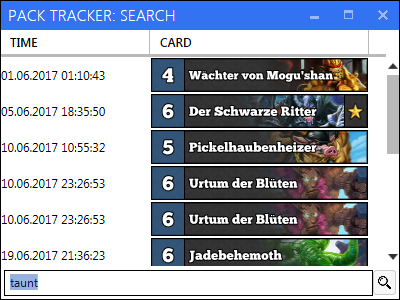 PACK TRACKER: SEARCH
TIME CARD
01.06.2017 01:10:43 4 Wächter von Mogu'shan
05.06.2017 18:35:50 6 Der Schwarze Ritter
10.06.2017 10:55:32 5 Pickelhaubenheizer
10.06.2017 23:26:53 6 Urtum der Blüten
10.06.2017 23:26:53 6 Urtum der Blüten
19.06.2017 21:36:23 6 Jadebehemoth
taunt